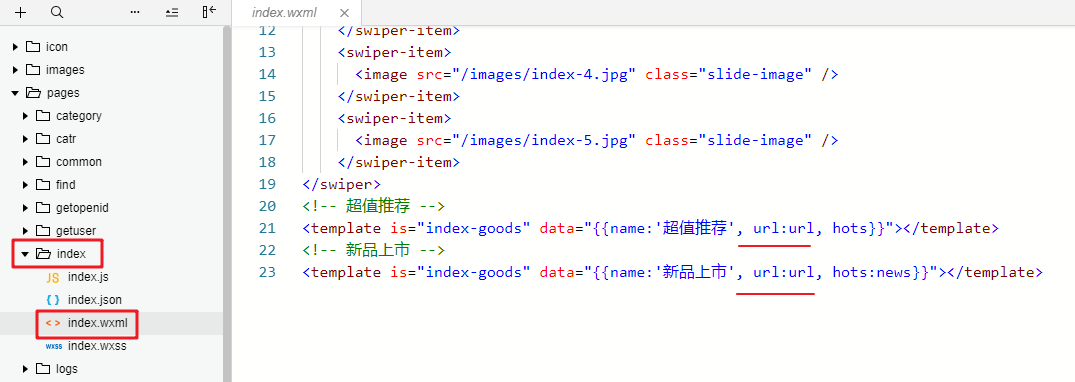 index.wxml
icon
images
pages
category
catr
common
find
getopenid
getuser
index
JS index.js
{ } index.json
< > index.wxml
wxss index.wxss
logs
12 </swiper-item>
13 <swiper-item>
14 <image src="/images/index-4.jpg" class="slide-image" />
15 </swiper-item>
16 <swiper-item>
17 <image src="/images/index-5.jpg" class="slide-image" />
18 </swiper-item>
19 </swiper>
20 <!-- 超值推荐 -->
21 <template is="index-goods" data="{{name:'超值推荐', url:url, hots}}"></template>
22 <!-- 新品上市 -->
23 <template is="index-goods" data="{{name:'新品上市', url:url, hots:news}}"></template>